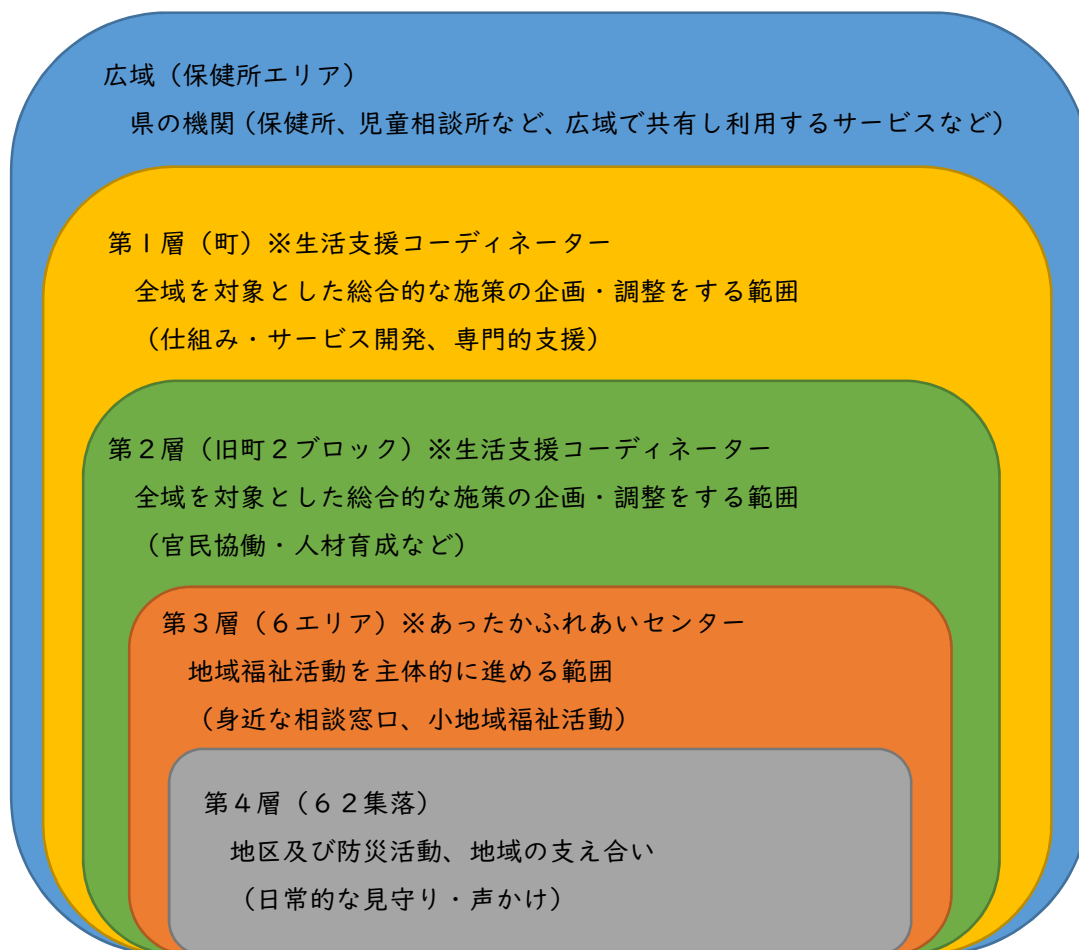 広域（保健所エリア）
県の機関（保健所、児童相談所など、広域で共有し利用するサービスなど）
第１層（町）※生活支援コーディネーター
全域を対象とした総合的な施策の企画・調整をする範囲
（仕組み・サービス開発、専門的支援）
第２層（旧町２ブロック）※生活支援コーディネーター
全域を対象とした総合的な施策の企画・調整をする範囲
（官民協働・人材育成など）
第３層（６エリア）※あったかふれあいセンター
地域福祉活動を主体的に進める範囲
（身近な相談窓口、小地域福祉活動）
第４層（６２集落）
地区及び防災活動、地域の支え合い
（日常的な見守り・声かけ）